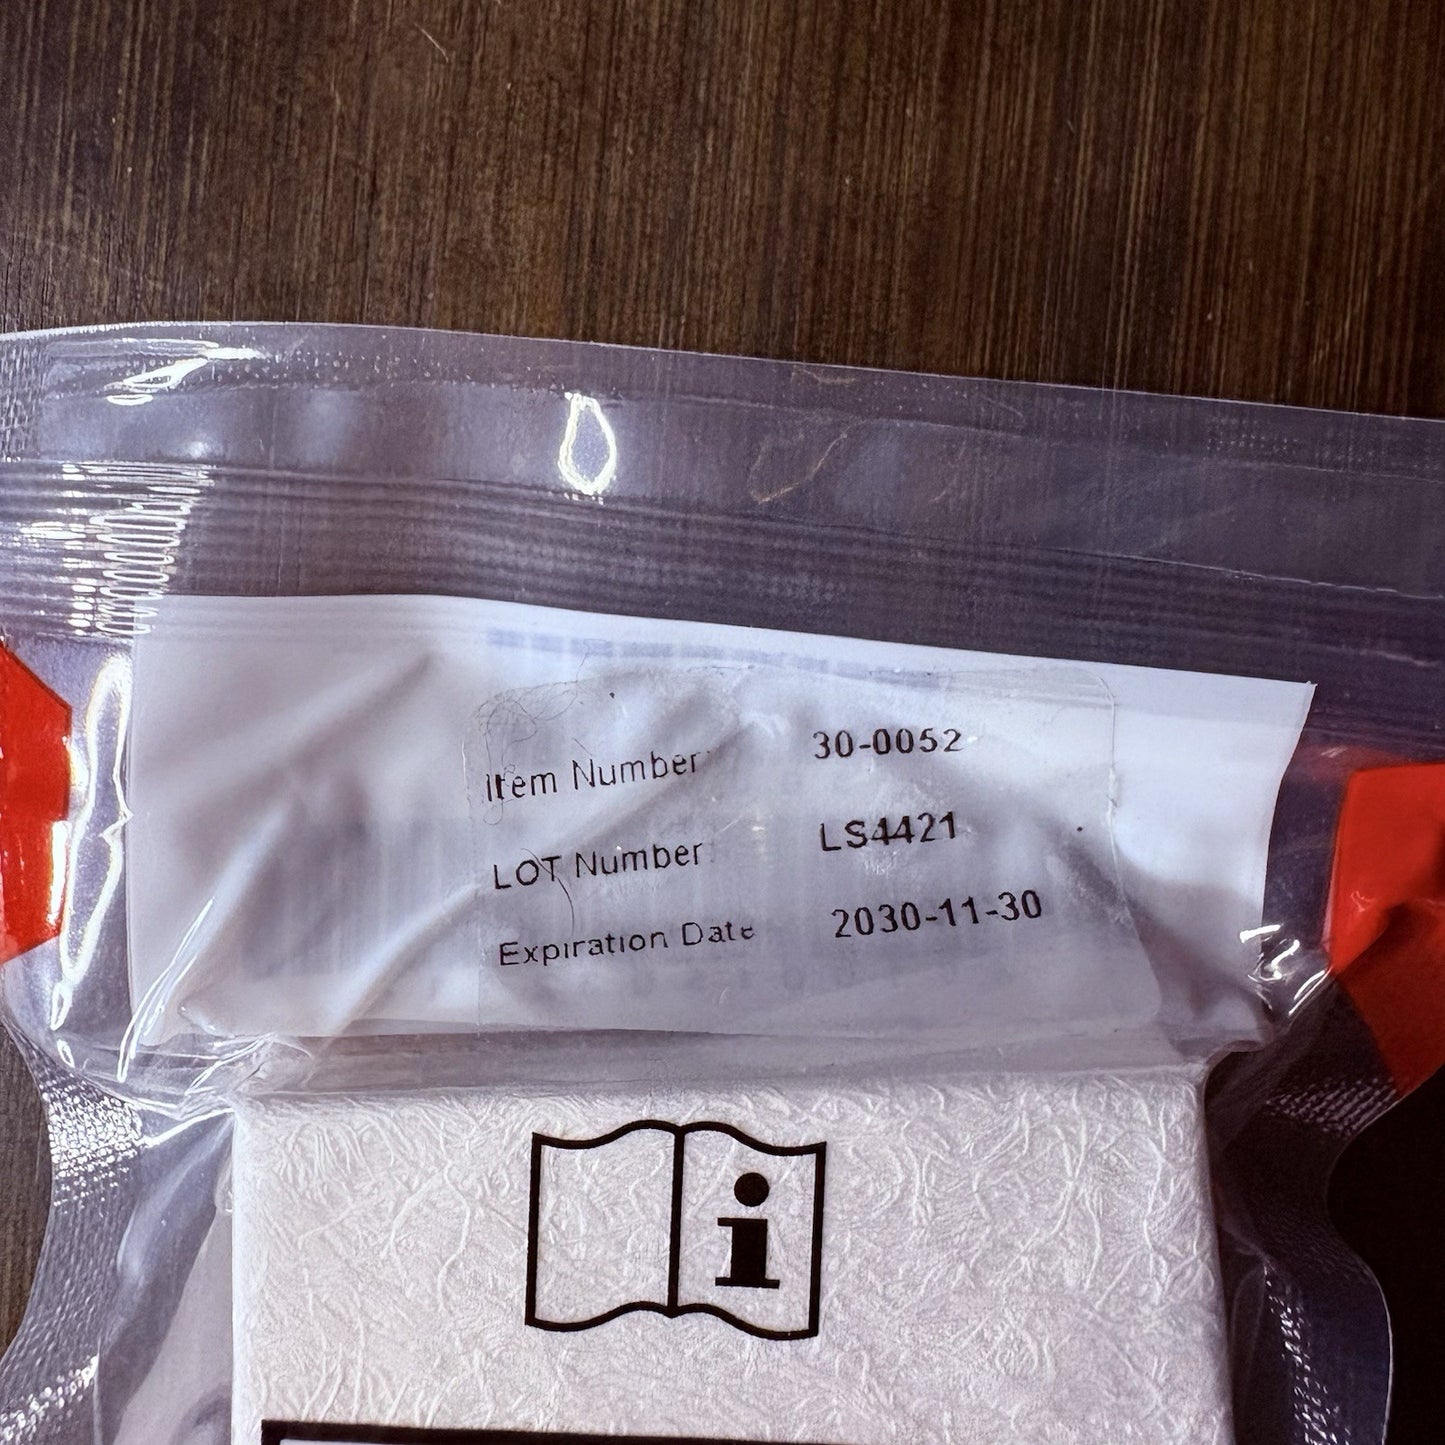 Item Number 30-0052
LOT Number LS4421
Expiration Date 2030-11-30
i